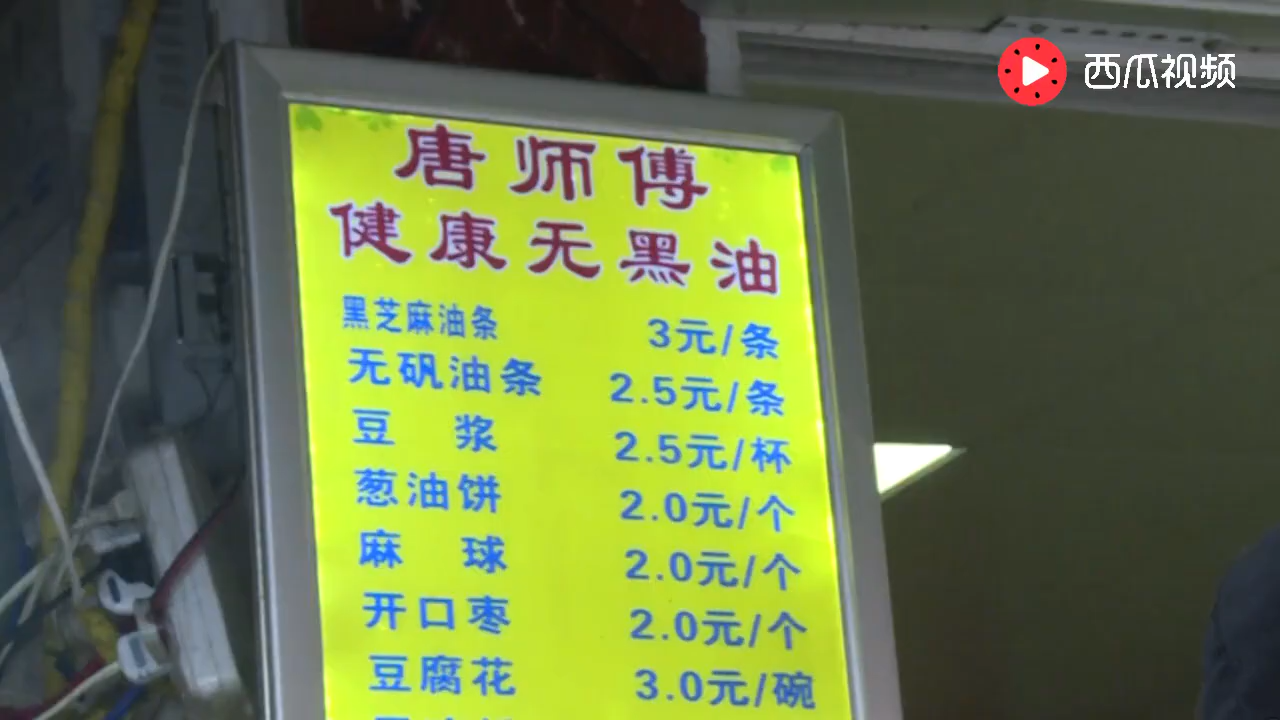 西瓜视频
唐师傅
健康无黑油
黑芝麻油条 3元/条
无矾油条 2.5元/条
豆浆 2.5元/杯
葱油饼 2.0元/个
麻球 2.0元/个
开口枣 2.0元/个
豆腐花 3.0元/碗